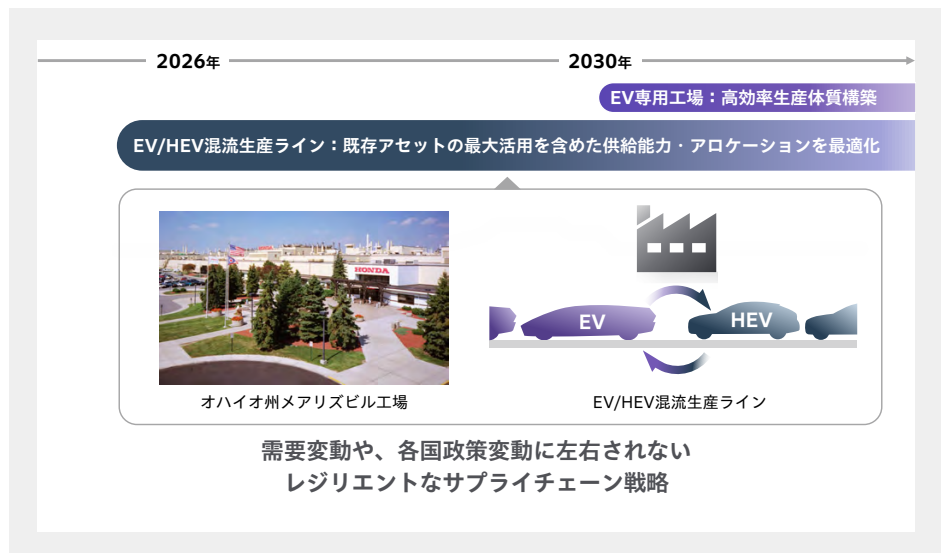 2026年 2030年
EV専用工場：高効率生産体質構築
EV/HEV混流生産ライン：既存アセットの最大活用を含めた供給能力・アロケーションを最適化
HONDA
EV HEV
オハイオ州メアリズビル工場 EV/HEV混流生産ライン
需要変動や、各国政策変動に左右されない
レジリエントなサプライチェーン戦略